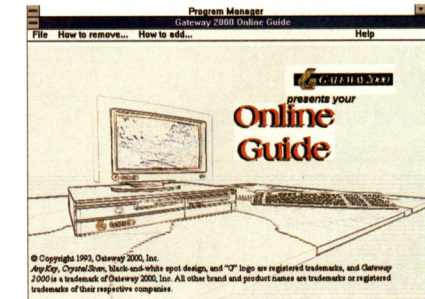 Program Manager
Gateway 2000 Online Guide
File How to remove... How to add... Help
GATEWAY 2000
presents your
Online
Guide
© Copyright 1993, Gateway 2000, Inc.
AnyKey, CrystalScan, black-and-white spot design, and "G" logo are registered trademarks, and Gateway
2000 is a trademark of Gateway 2000, Inc. All other brand and product names are trademarks or registered
trademarks of their respective companies.